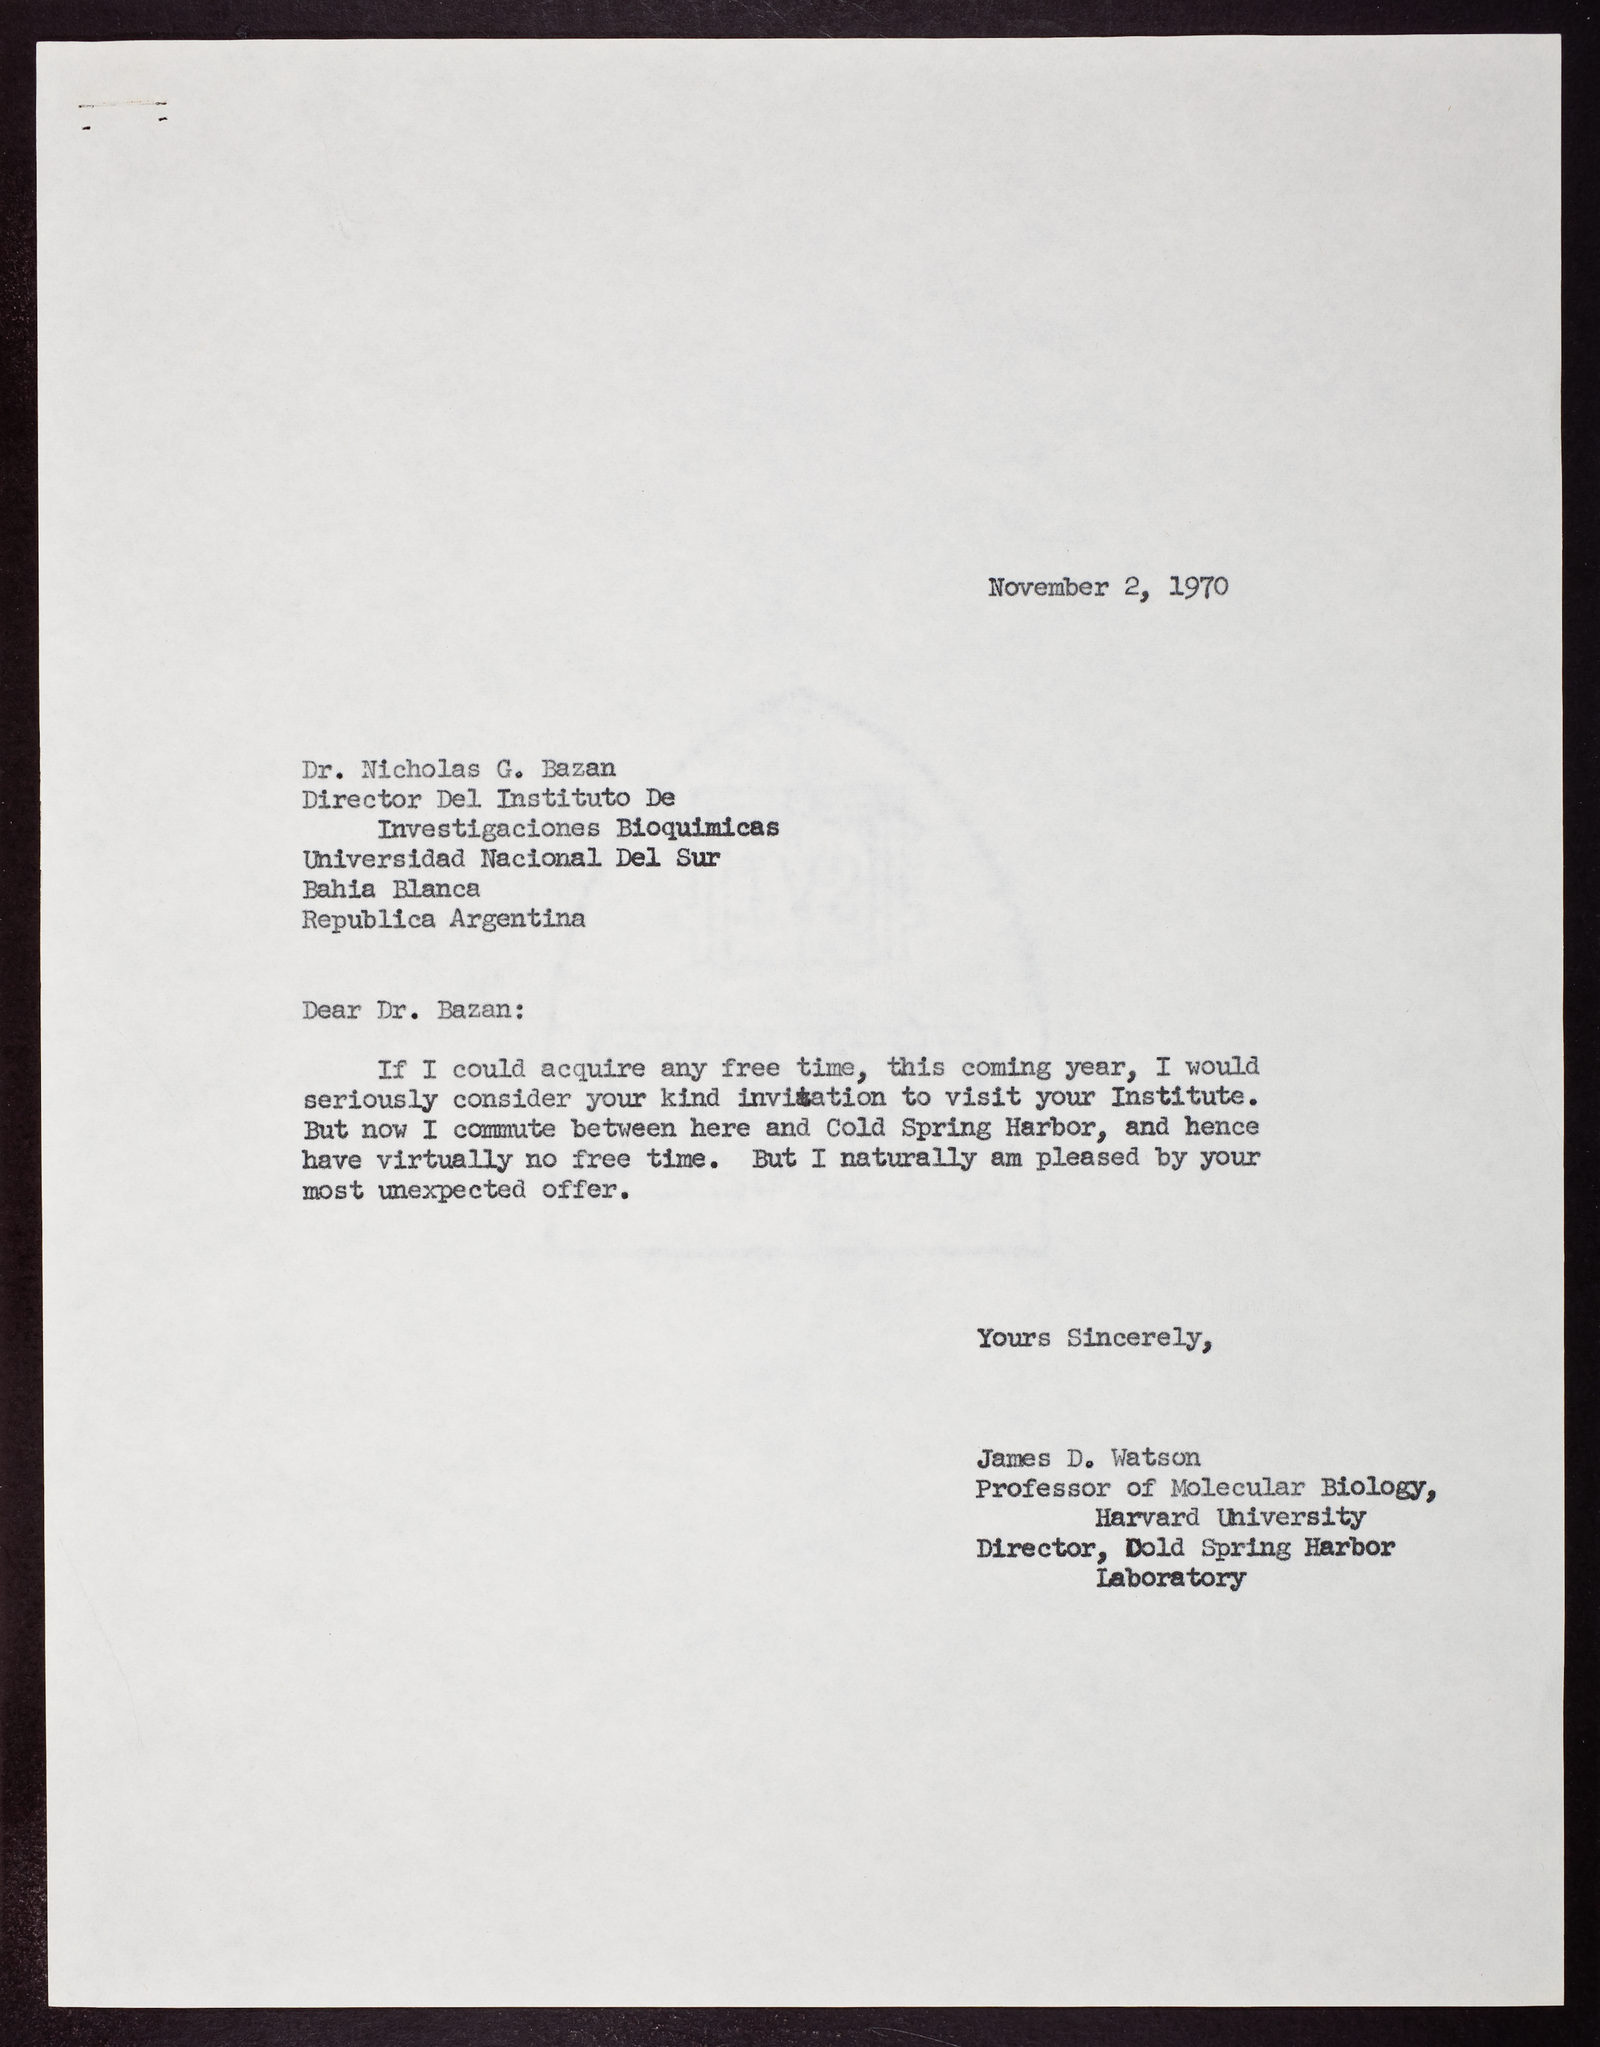 November 2, 1970
Dr. Nicholas G. Bazan
Director Del Instituto De
Investigaciones Bioquimicas
Universidad Nacional Del Sur
Bahia Blanca
Republica Argentina
Dear Dr. Bazan:
If I could acquire any free time, this coming year, I would
seriously consider your kind invitation to visit your Institute.
But now I commute between here and Cold Spring Harbor, and hence
have virtually no free time. But I naturally am pleased by your
most unexpected offer.
Yours Sincerely,
James D. Watson
Professor of Molecular Biology,
Harvard University
Director, Cold Spring Harbor
Laboratory